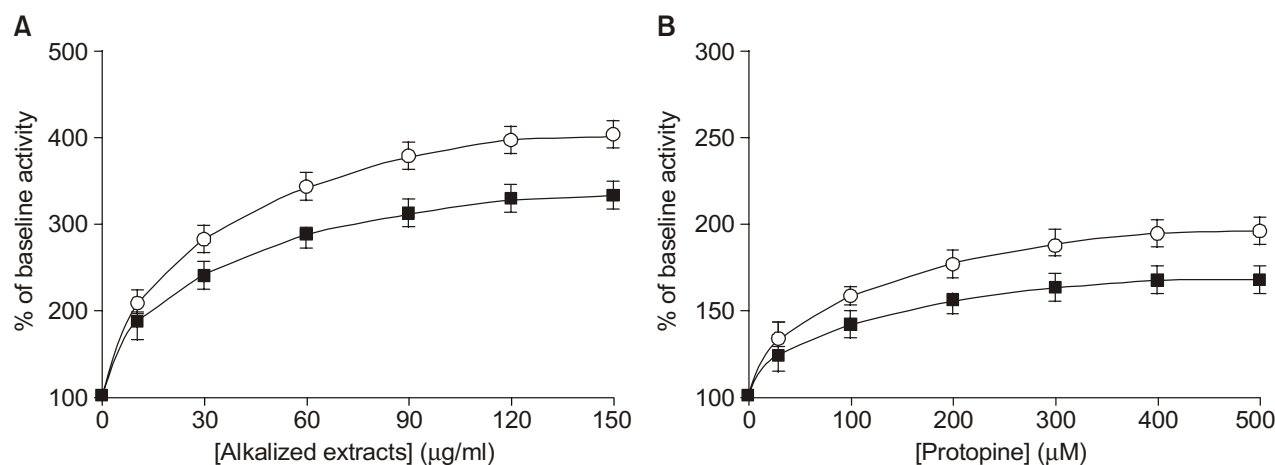 A
% of baseline activity
500
400
300
200
100
0 30 60 90 120 150
[Alkalized extracts] (μg/ml)
B
% of baseline activity
300
250
200
150
100
0 100 200 300 400 500
[Protopine] (μM)